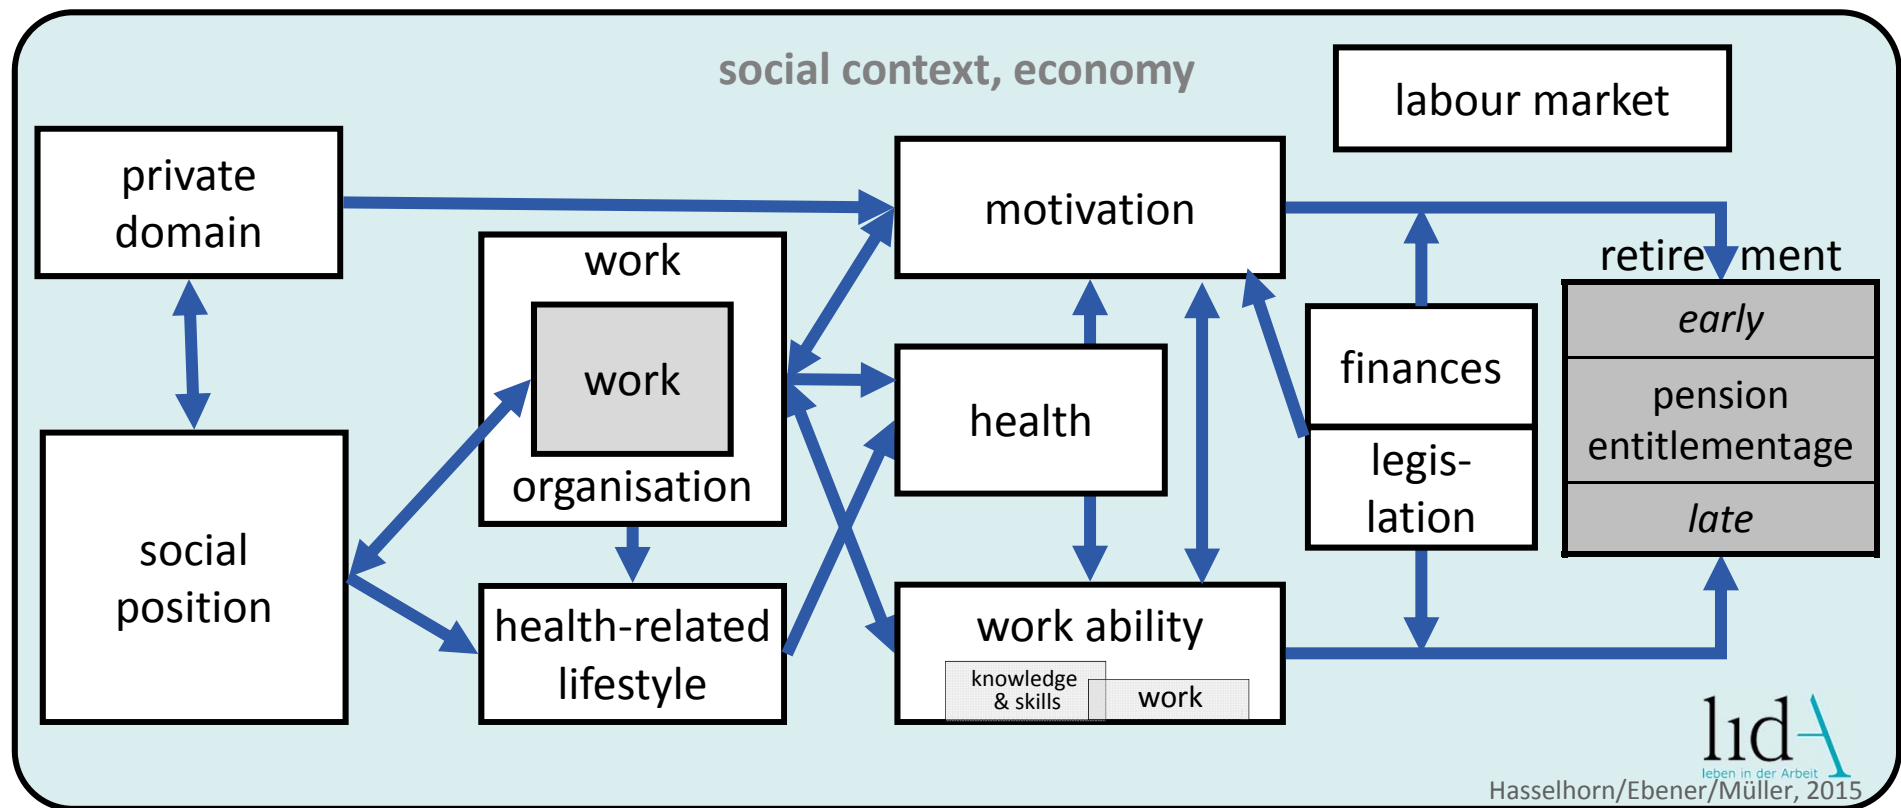 social context, economy
labour market
private
domain
motivation
work
work
organisation
retirement
early
pension
entitlementage
late
finances
legis-
lation
health
social
position
health-related
lifestyle
work ability
knowledge
& skills
work
lidA
leben in der Arbeit
Hasselhorn/Ebener/Müller, 2015